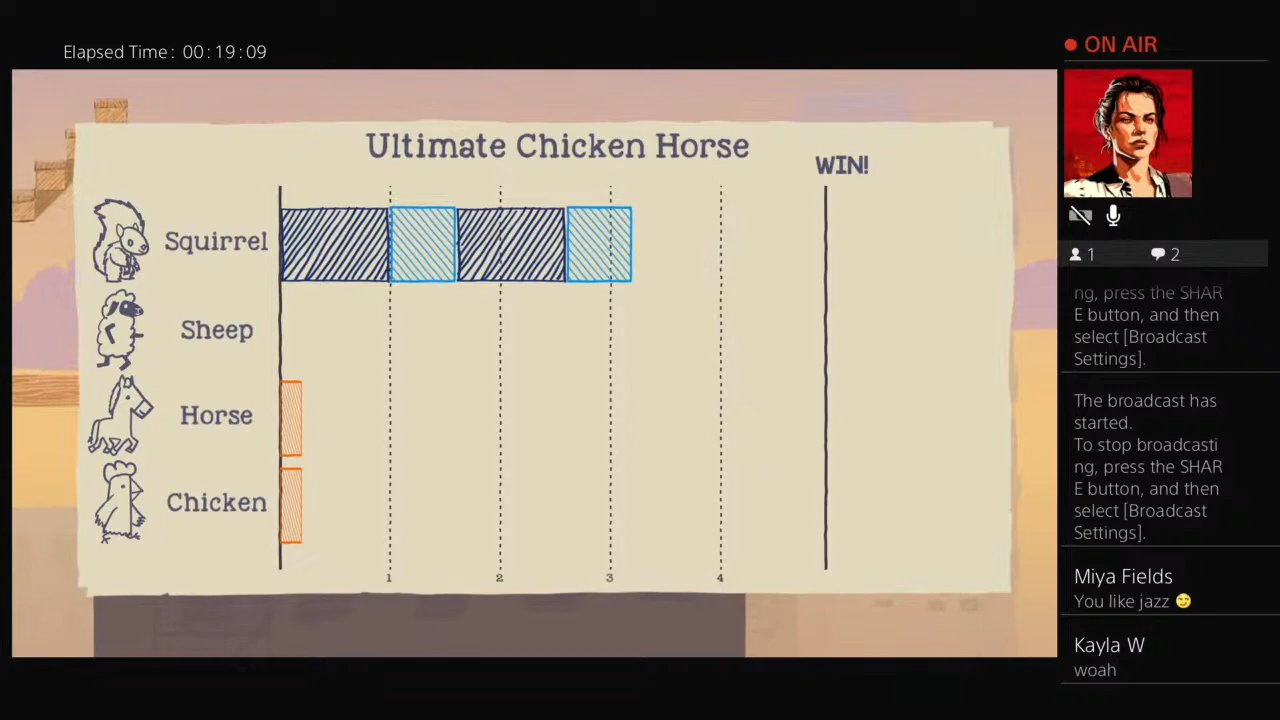 Elapsed Time: 00:19:09
ON AIR
Ultimate Chicken Horse
WIN!
Squirrel
Sheep
Horse
Chicken
1 2 3 4
1 2
ng, press the SHAR
E button, and then
select [Broadcast
Settings].
The broadcast has
started.
To stop broadcasti
ng, press the SHAR
E button, and then
select [Broadcast
Settings].
Miya Fields
You like jazz 😏
Kayla W
woah